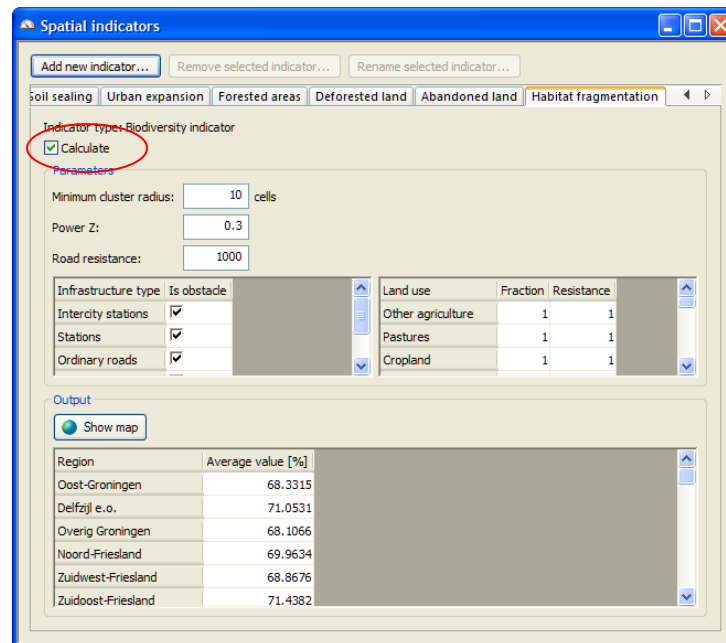 Spatial indicators
Add new indicator... Remove selected indicator... Rename selected indicator...
Soil sealing Urban expansion Forested areas Deforested land Abandoned land Habitat fragmentation
Indicator type: Biodiversity indicator
Calculate
Parameters
Minimum cluster radius: 10 cells
Power Z: 0.3
Road resistance: 1000
Infrastructure type Is obstacle
Intercity stations
Stations
Ordinary roads
Land use Fraction Resistance
Other agriculture 1 1
Pastures 1 1
Cropland 1 1
Output
Show map
Region Average value [%]
Oost-Groningen 68.3315
Delfzijl e.o. 71.0531
Overig Groningen 68.1066
Noord-Friesland 69.9634
Zuidwest-Friesland 68.8676
Zuidoost-Friesland 71.4382